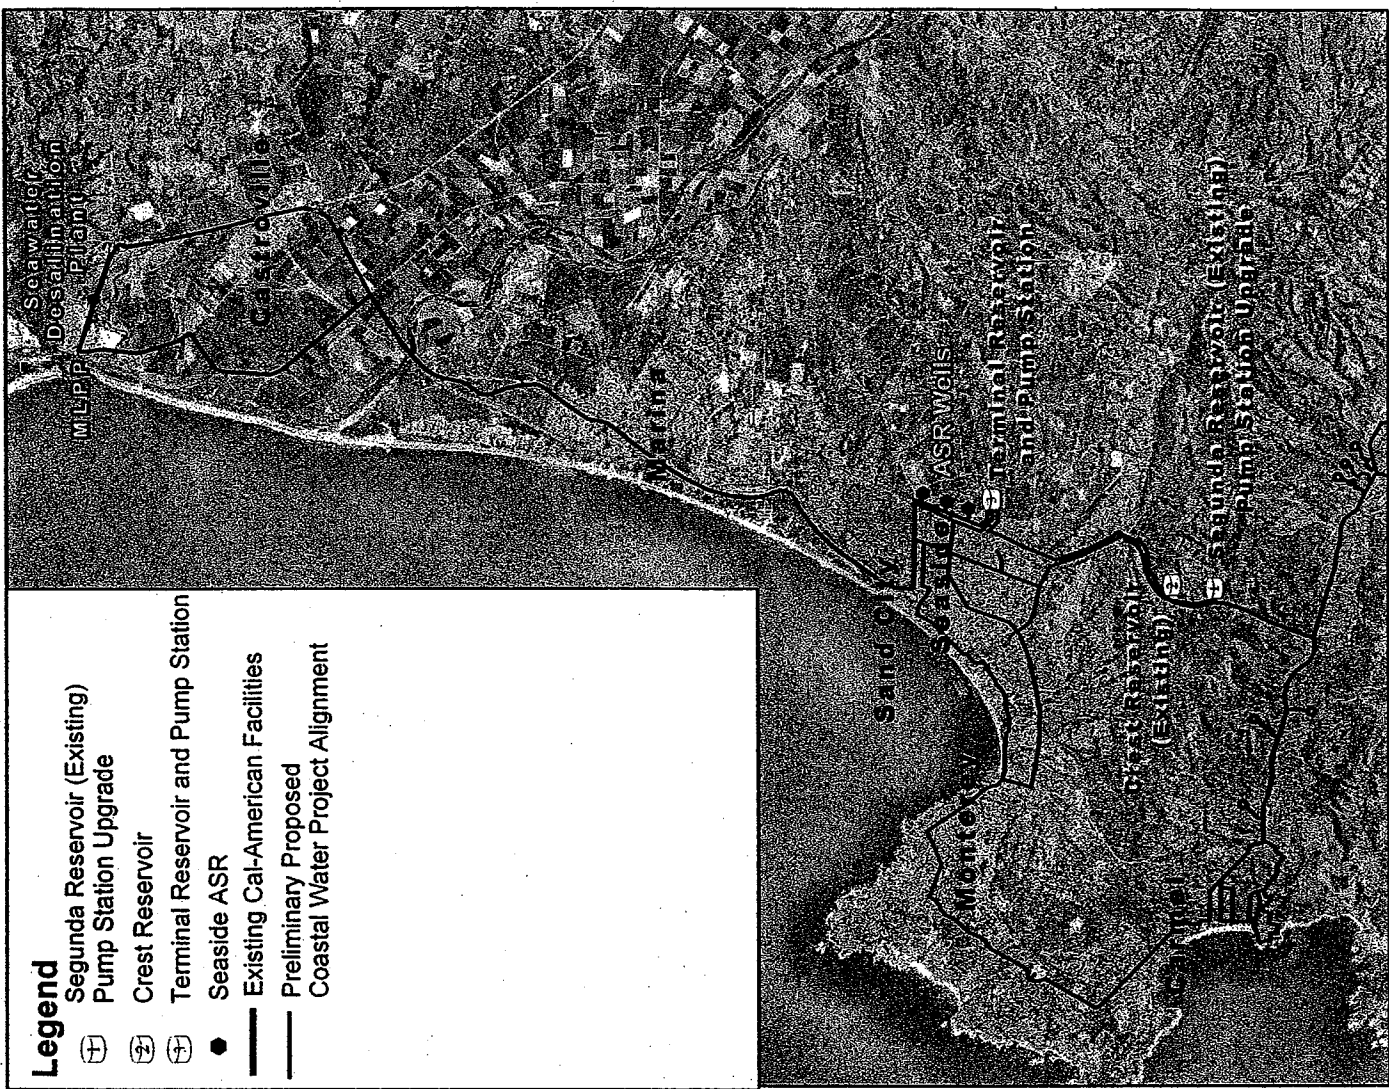 Legend
Segunda Reservoir (Existing)
Pump Station Upgrade
Crest Reservoir
Terminal Reservoir and Pump Station
Seaside ASR
Existing Cal-American Facilities
Preliminary Proposed
Coastal Water Project Alignment
Seawater
Desalination
Plant
MLPP
Castroville
Marina
ASR Wells
Terminal Reservoir
and Pump Station
Sand City
Seaside
Segunda Reservoir (Existing)
Pump Station Upgrade
Crest Reservoir
(Existing)
Monterey
Carmel